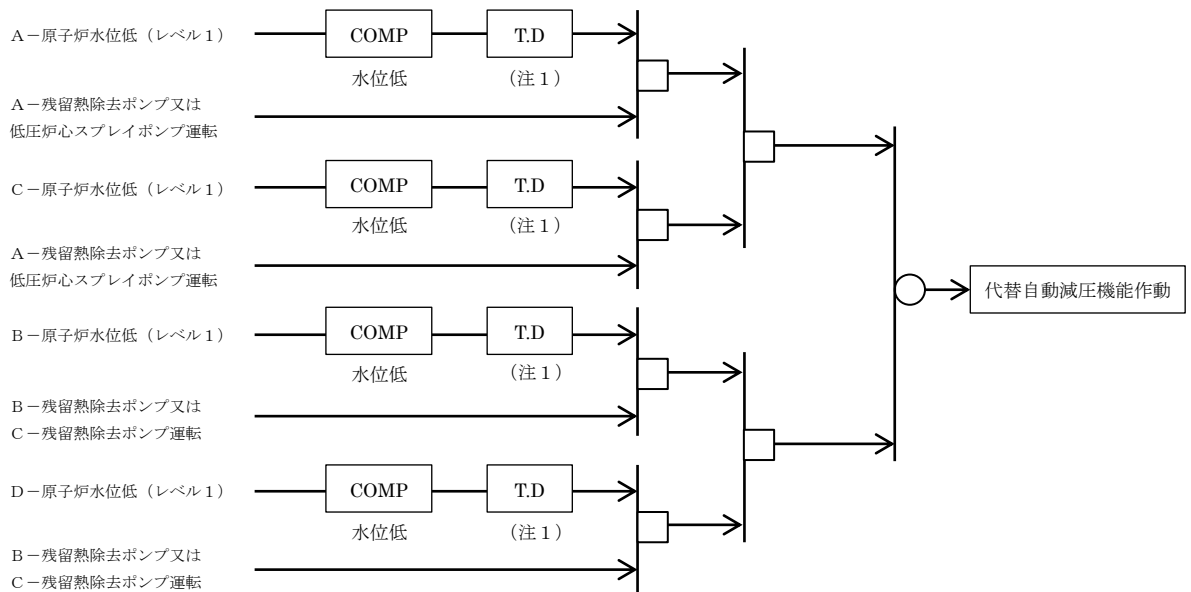 A－原子炉水位低（レベル１）
COMP
T.D
水位低
（注１）
A－残留熱除去ポンプ又は
低圧炉心スプレイポンプ運転
C－原子炉水位低（レベル１）
COMP
T.D
水位低
（注１）
A－残留熱除去ポンプ又は
低圧炉心スプレイポンプ運転
代替自動減圧機能作動
B－原子炉水位低（レベル１）
COMP
T.D
水位低
（注１）
B－残留熱除去ポンプ又は
C－残留熱除去ポンプ運転
D－原子炉水位低（レベル１）
COMP
T.D
水位低
（注１）
B－残留熱除去ポンプ又は
C－残留熱除去ポンプ運転